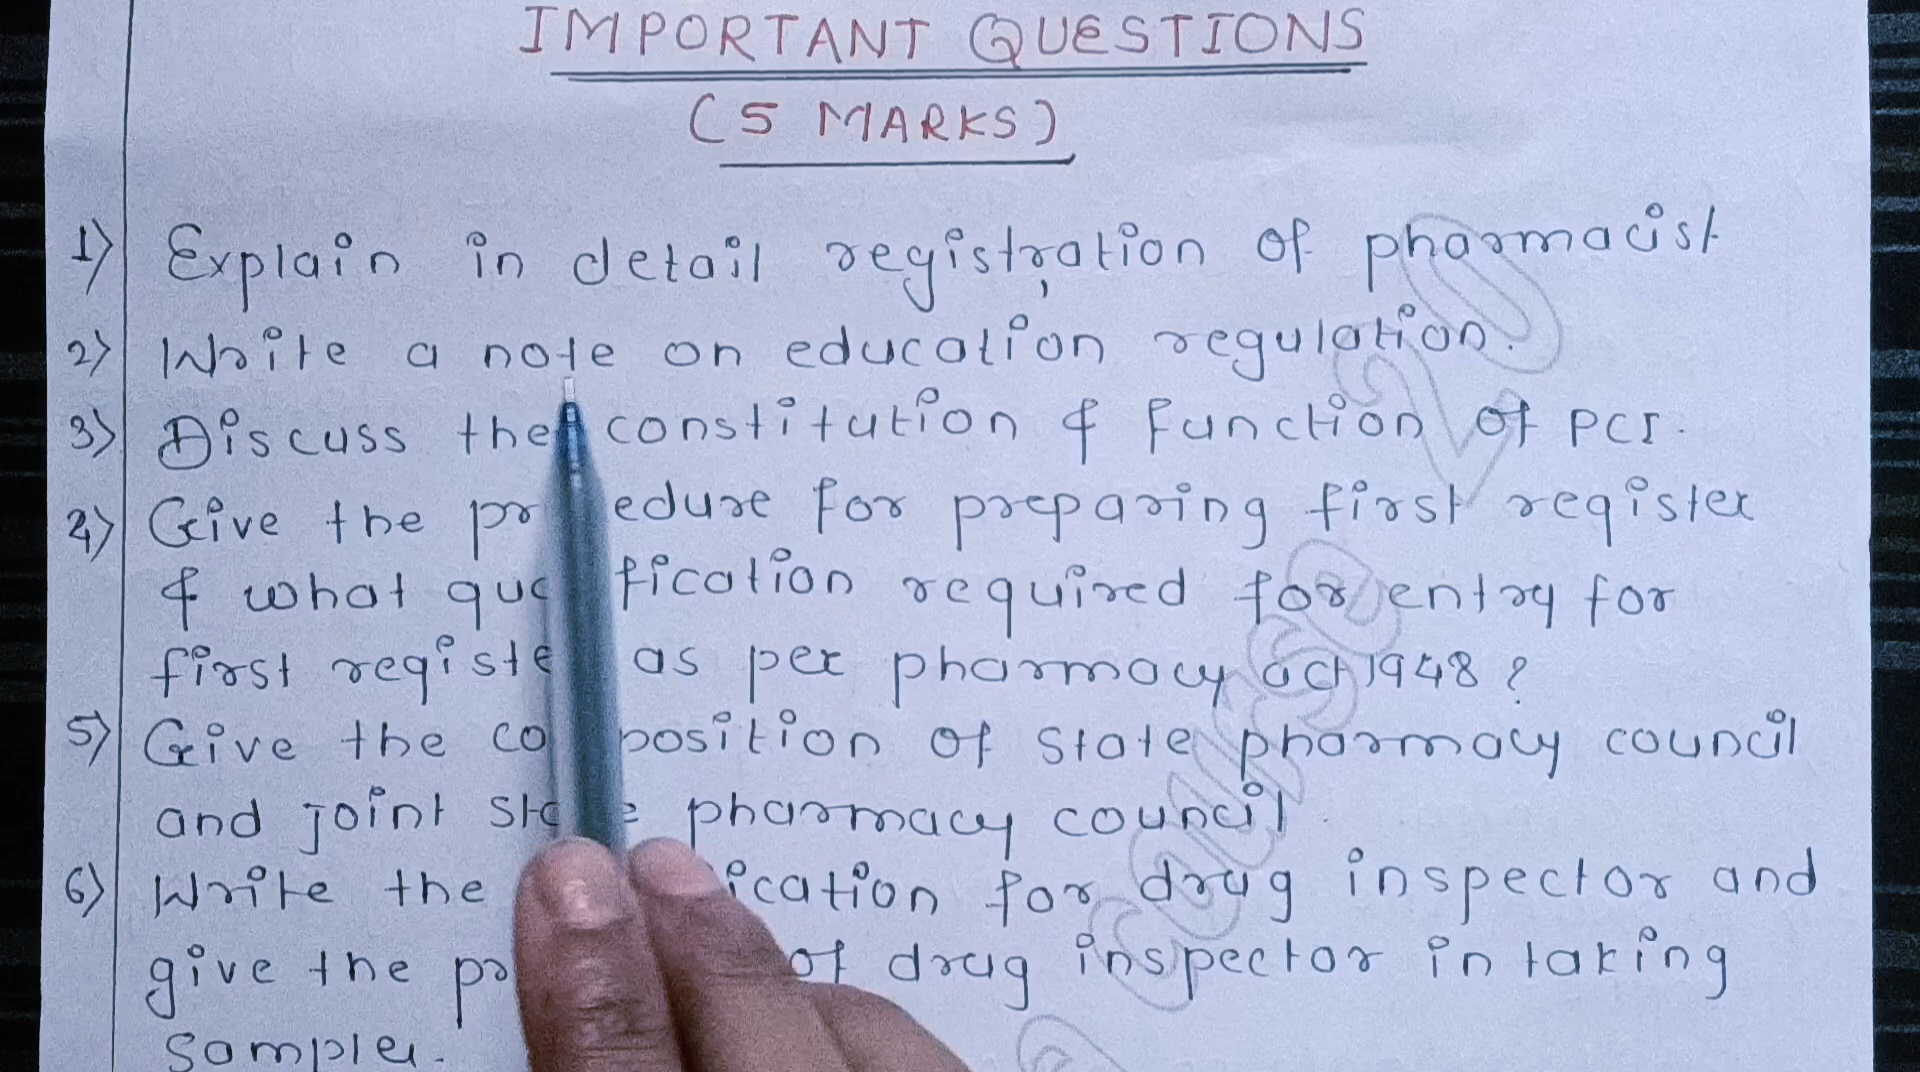 IMPORTANT QUESTIONS
(5 MARKS)
1) Explain in detail registration of pharmacist
2) Write a note on education regulation.
3) Discuss the constitution & function of PCI.
4) Give the pr edure for preparing first register
& what qua fication required for entry for
first registe as per pharmacy act 1948 ?
5) Give the co position of state pharmacy council
and joint sta e pharmacy council.
6) Write the ication for drug inspector and
give the po of drug inspector in taking
sample.